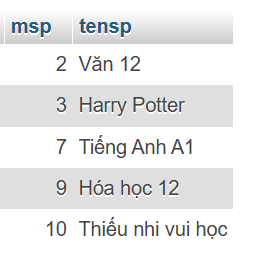 msp tensp
2 Văn 12
3 Harry Potter
7 Tiếng Anh A1
9 Hóa học 12
10 Thiếu nhi vui học